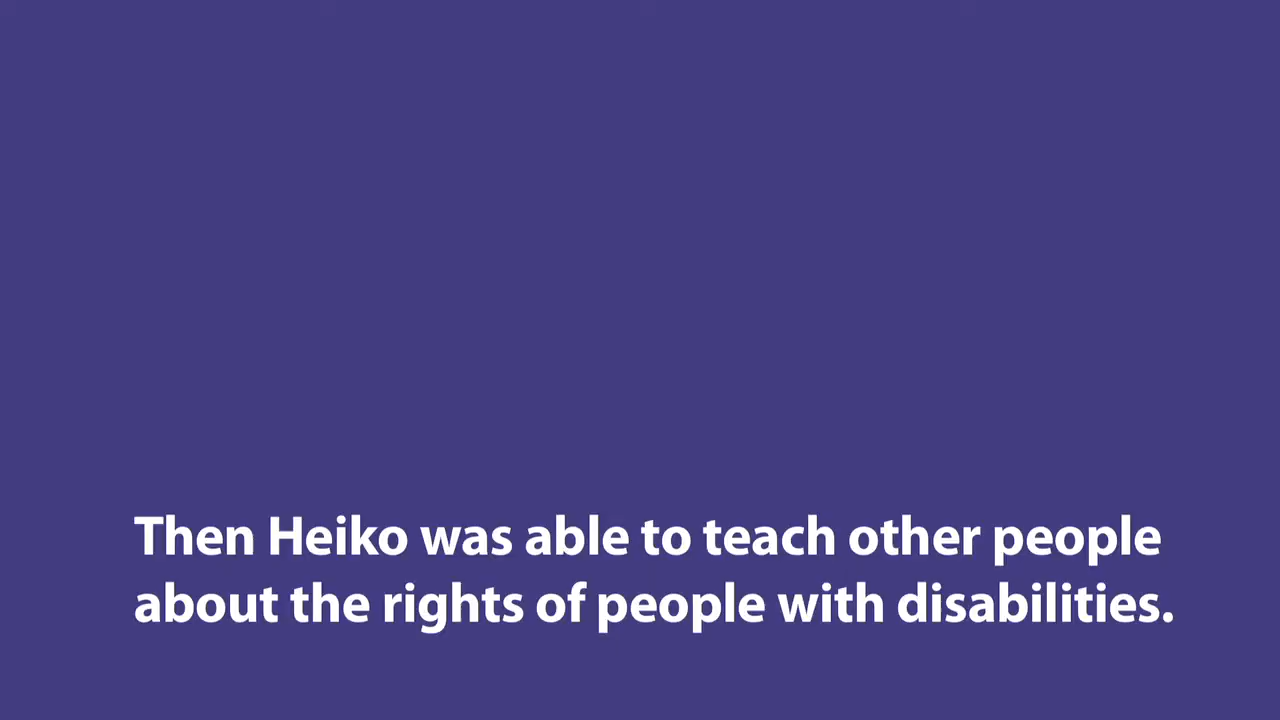 Then Heiko was able to teach other people
about the rights of people with disabilities.